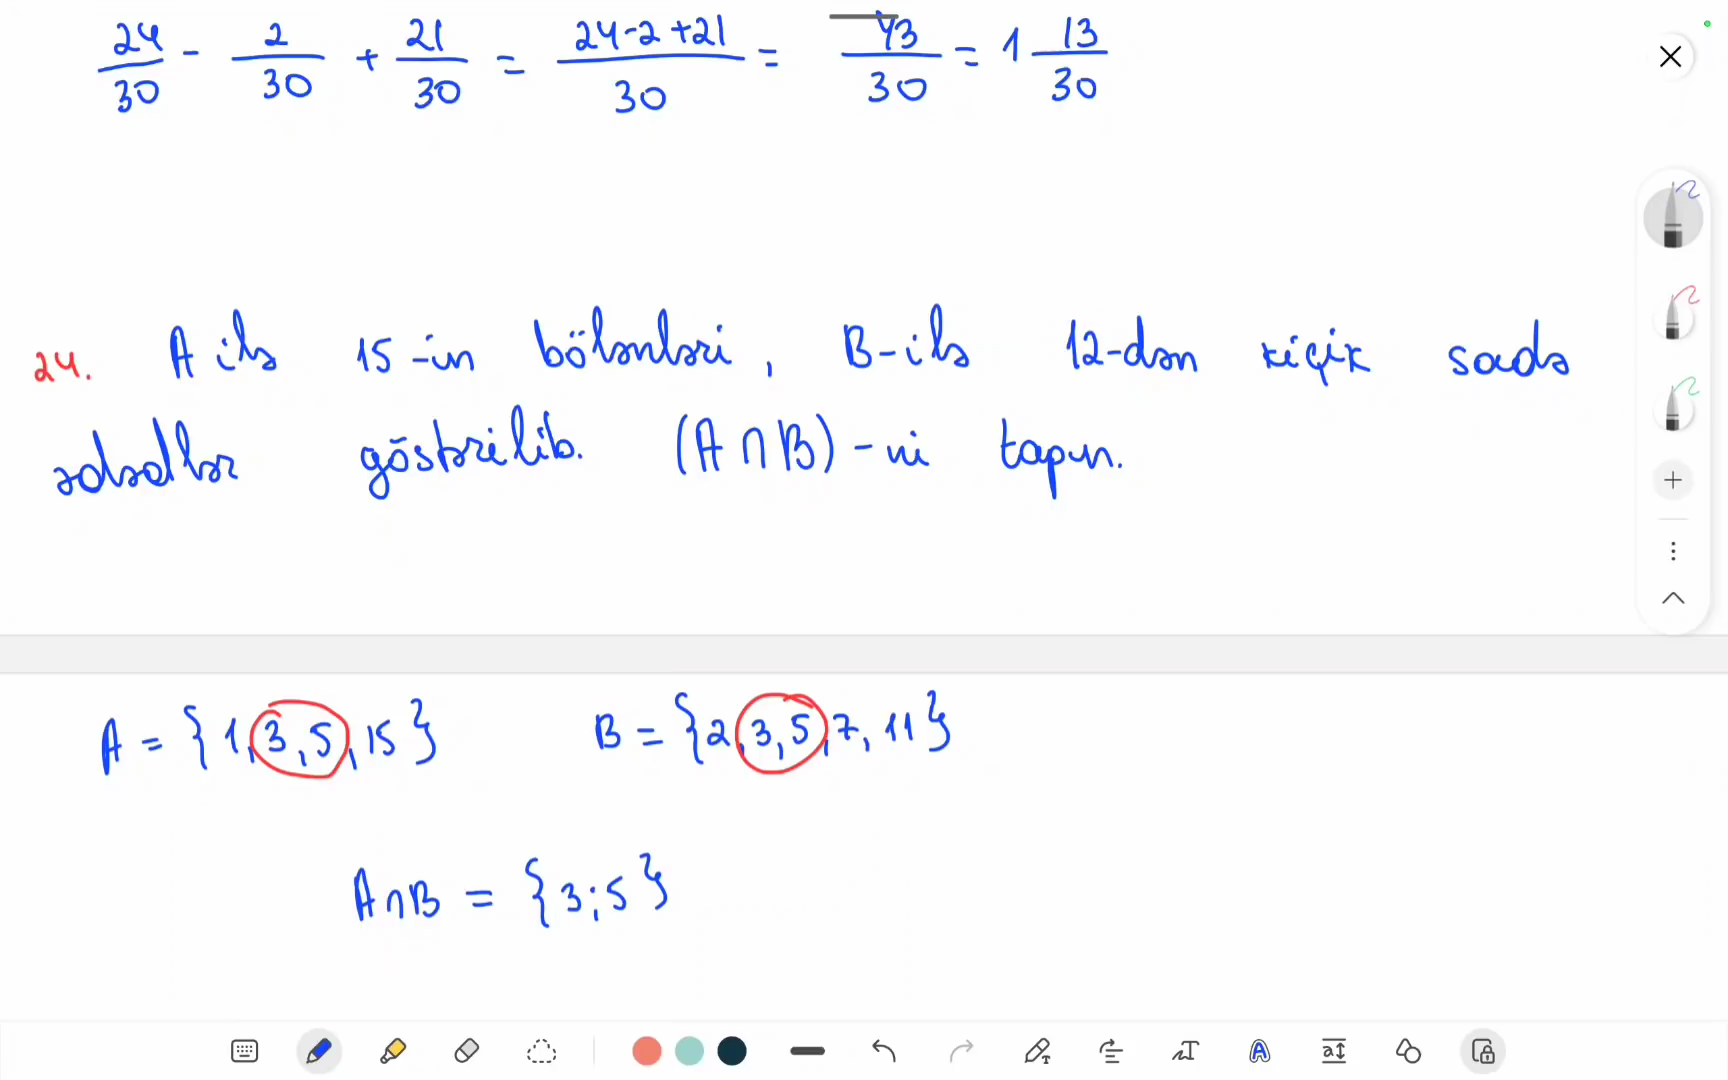 24/30 - 2/30 + 21/30 = 24-2+21/30 = 43/30 = 1 13/30
24. A ilə 15-in bölənləri, B-ilə 12-dən kiçik sadə
ədədlər göstərilib. (A∩B)-ni tapın.
A = {1,3,5,15} B = {2,3,5,7,11}
A∩B = {3;5}